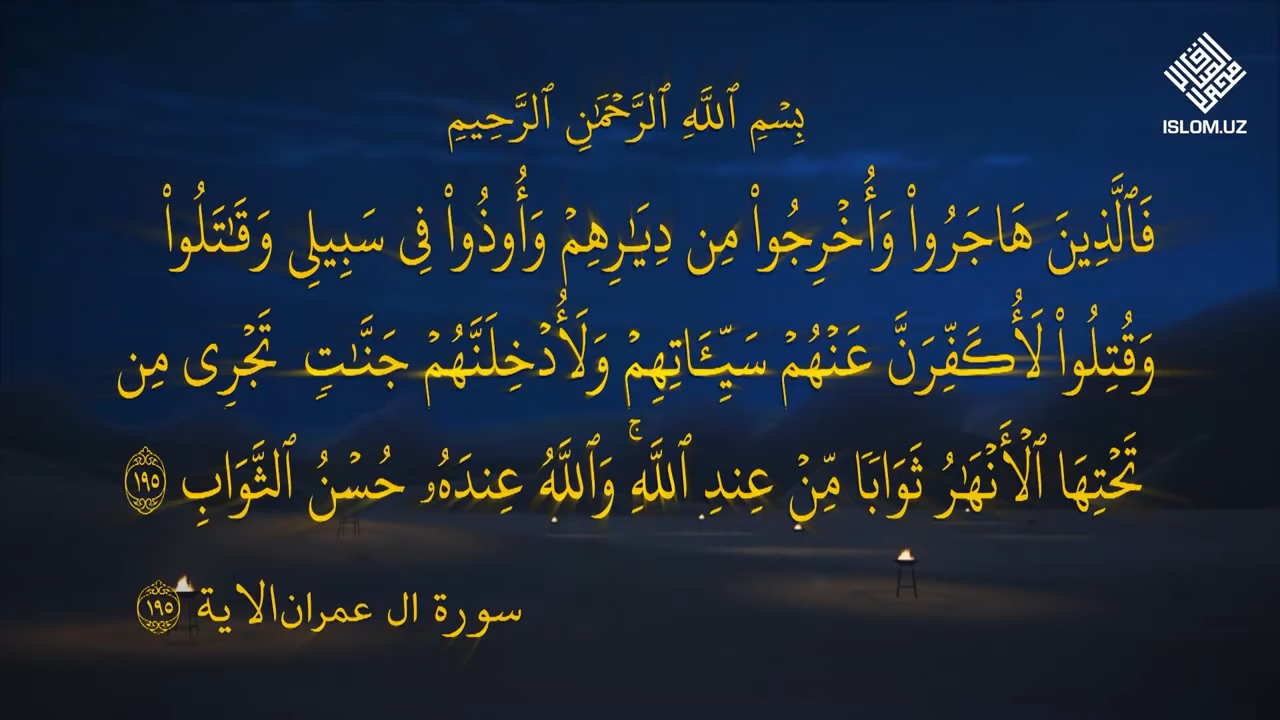 ISLOM.UZ
بِسْمِ ٱللَّهِ ٱلرَّحْمَٰنِ ٱلرَّحِيمِ
فَٱلَّذِينَ هَاجَرُوا۟ وَأُخْرِجُوا۟ مِن دِيَٰرِهِمْ وَأُوذُوا۟ فِى سَبِيلِى وَقَٰتَلُوا۟
وَقُتِلُوا۟ لَأُكَفِّرَنَّ عَنْهُمْ سَيِّـَٔاتِهِمْ وَلَأُدْخِلَنَّهُمْ جَنَّٰتٍ تَجْرِى مِن
تَحْتِهَا ٱلْأَنْهَٰرُ ثَوَابًا مِّنْ عِندِ ٱللَّهِ ۚ وَٱللَّهُ عِندَهُۥ حُسْنُ ٱلثَّوَابِ ١٩٥
سورة ال عمران الاية ١٩٥